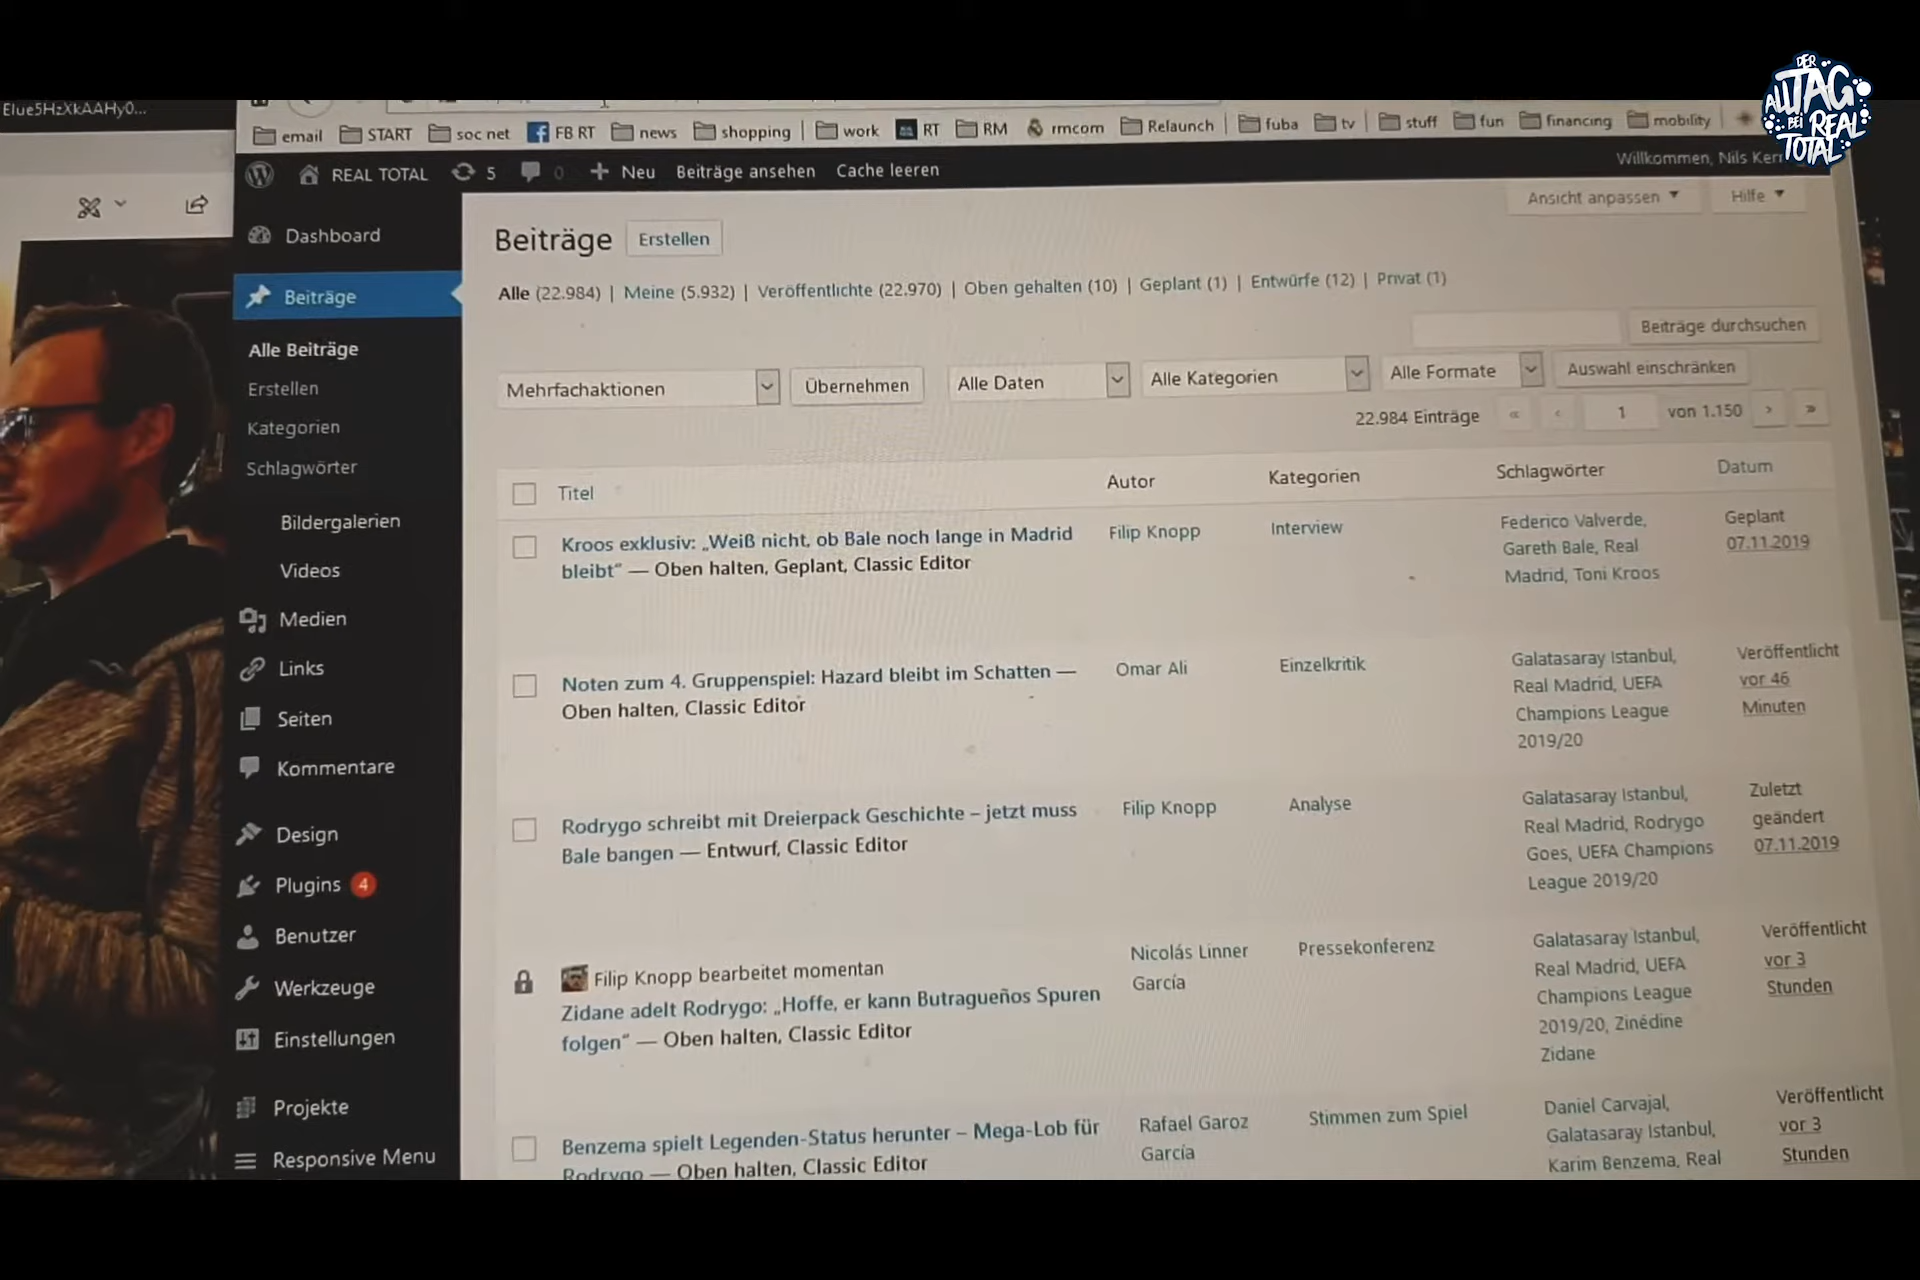 DER
ALLTAG
BEI REAL
TOTAL
EIue5HzXkAAHy0...
email START soc net FB RT news shopping work RT RM rmcom Relaunch fuba tv stuff fun financing mobility
REAL TOTAL 5 0 Neu Beiträge ansehen Cache leeren
Willkommen, Nils
Ansicht anpassen Hilfe
Dashboard
Beiträge
Alle Beiträge
Erstellen
Kategorien
Schlagwörter
Bildergalerien
Videos
Medien
Links
Seiten
Kommentare
Design
Plugins 4
Benutzer
Werkzeuge
Einstellungen
Projekte
Responsive Menu
Beiträge Erstellen
Alle (22.984) | Meine (5.932) | Veröffentlichte (22.970) | Oben gehalten (10) | Geplant (1) | Entwürfe (12) | Privat (1)
Beiträge durchsuchen
Mehrfachaktionen Übernehmen Alle Daten Alle Kategorien Alle Formate Auswahl einschränken
22.984 Einträge « ‹ 1 von 1.150 › »
Titel Autor Kategorien Schlagwörter Datum
Kroos exklusiv: „Weiß nicht, ob Bale noch lange in Madrid
bleibt“ — Oben halten, Geplant, Classic Editor
Filip Knopp
Interview
Federico Valverde,
Gareth Bale, Real
Madrid, Toni Kroos
Geplant
07.11.2019
Noten zum 4. Gruppenspiel: Hazard bleibt im Schatten —
Oben halten, Classic Editor
Omar Ali
Einzelkritik
Galatasaray Istanbul,
Real Madrid, UEFA
Champions League
2019/20
Veröffentlicht
vor 46
Minuten
Rodrygo schreibt mit Dreierpack Geschichte – jetzt muss
Bale bangen — Entwurf, Classic Editor
Filip Knopp
Analyse
Galatasaray Istanbul,
Real Madrid, Rodrygo
Goes, UEFA Champions
League 2019/20
Zuletzt
geändert
07.11.2019
Filip Knopp bearbeitet momentan
Zidane adelt Rodrygo: „Hoffe, er kann Butragueños Spuren
folgen“ — Oben halten, Classic Editor
Nicolás Linner
García
Pressekonferenz
Galatasaray Istanbul,
Real Madrid, UEFA
Champions League
2019/20, Zinédine
Zidane
Veröffentlicht
vor 3
Stunden
Benzema spielt Legenden-Status herunter – Mega-Lob für
Rodrygo — Oben halten, Classic Editor
Rafael Garoz
García
Stimmen zum Spiel
Daniel Carvajal,
Galatasaray Istanbul,
Karim Benzema, Real
Veröffentlicht
vor 3
Stunden